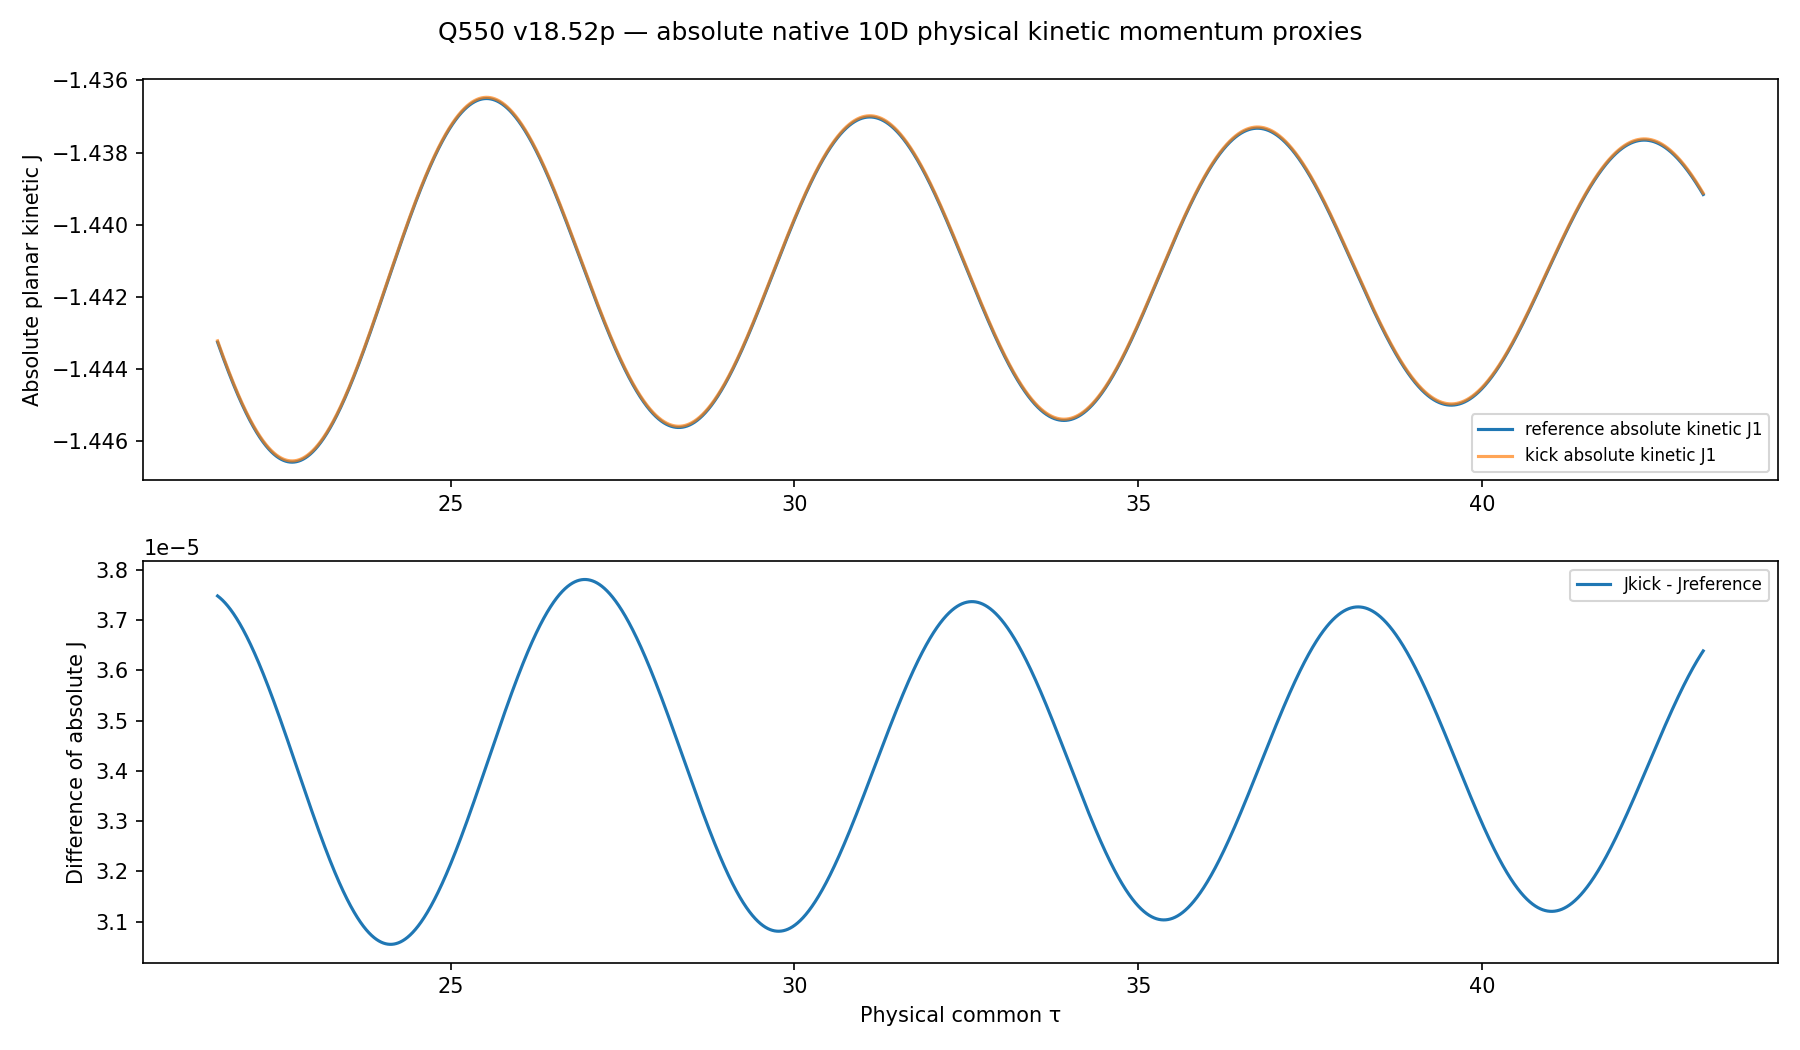 Q550 v18.52p — absolute native 10D physical kinetic momentum proxies
Absolute planar kinetic J
−1.436
−1.438
−1.440
−1.442
−1.444
−1.446
reference absolute kinetic J1
kick absolute kinetic J1
25 30 35 40
1e−5
Difference of absolute J
3.8
3.7
3.6
3.5
3.4
3.3
3.2
3.1
Jkick - Jreference
25 30 35 40
Physical common τ